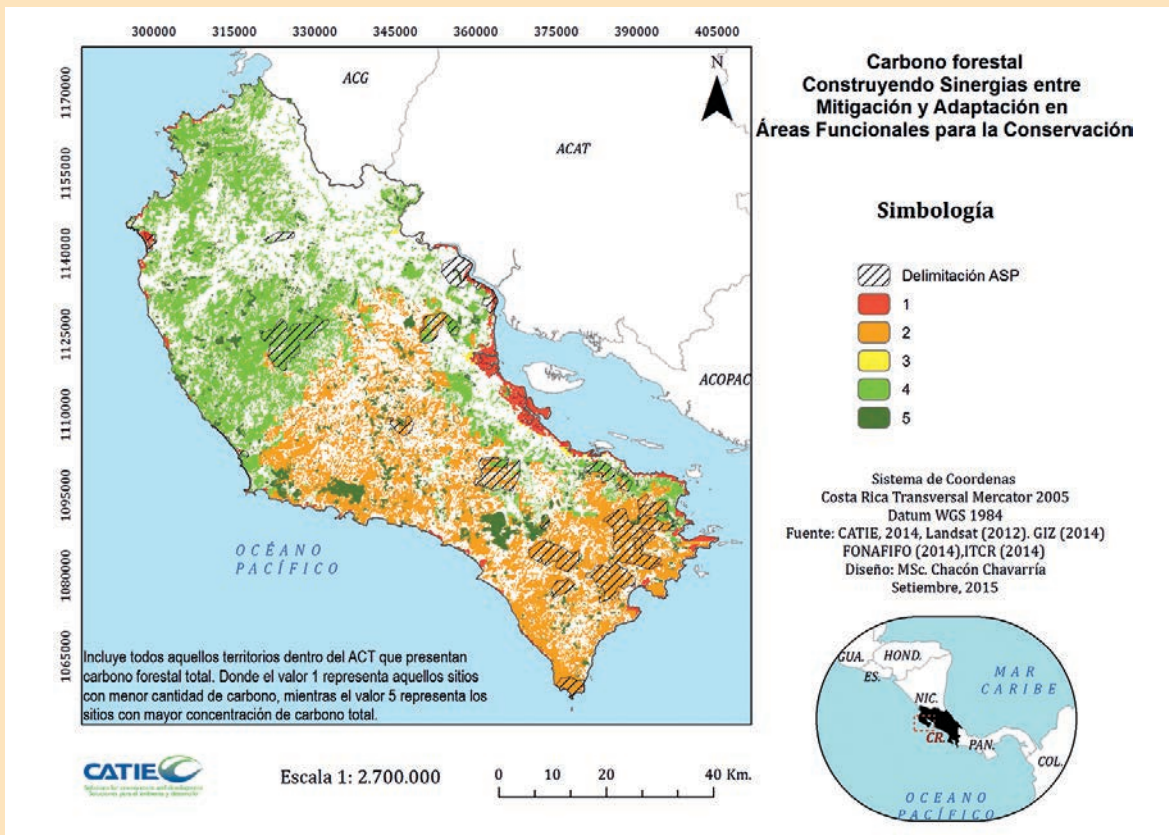 300000 315000 330000 345000 360000 375000 390000 405000
1170000
1155000
1140000
1125000
1110000
1095000
1080000
1065000
ACG
ACAT
ACOPAC
N
OCÉANO
PACÍFICO
Incluye todos aquellos territorios dentro del ACT que presentan
carbono forestal total. Donde el valor 1 representa aquellos sitios
con menor cantidad de carbono, mientras el valor 5 representa los
sitios con mayor concentración de carbono total.
Carbono forestal
Construyendo Sinergias entre
Mitigación y Adaptación en
Áreas Funcionales para la Conservación
Simbología
Delimitación ASP
1
2
3
4
5
Sistema de Coordenas
Costa Rica Transversal Mercator 2005
Datum WGS 1984
Fuente: CATIE, 2014, Landsat (2012). GIZ (2014)
FONAFIFO (2014),ITCR (2014)
Diseño: MSc. Chacón Chavarría
Setiembre, 2015
GUA.
HOND.
ES.
NIC.
MAR
CARIBE
CR.
PAN.
COL.
OCEANO
PACÍFICO
CATIE
Soluciones para el ambiente y desarrollo
Escala 1: 2.700.000
0 10 20 40 Km.